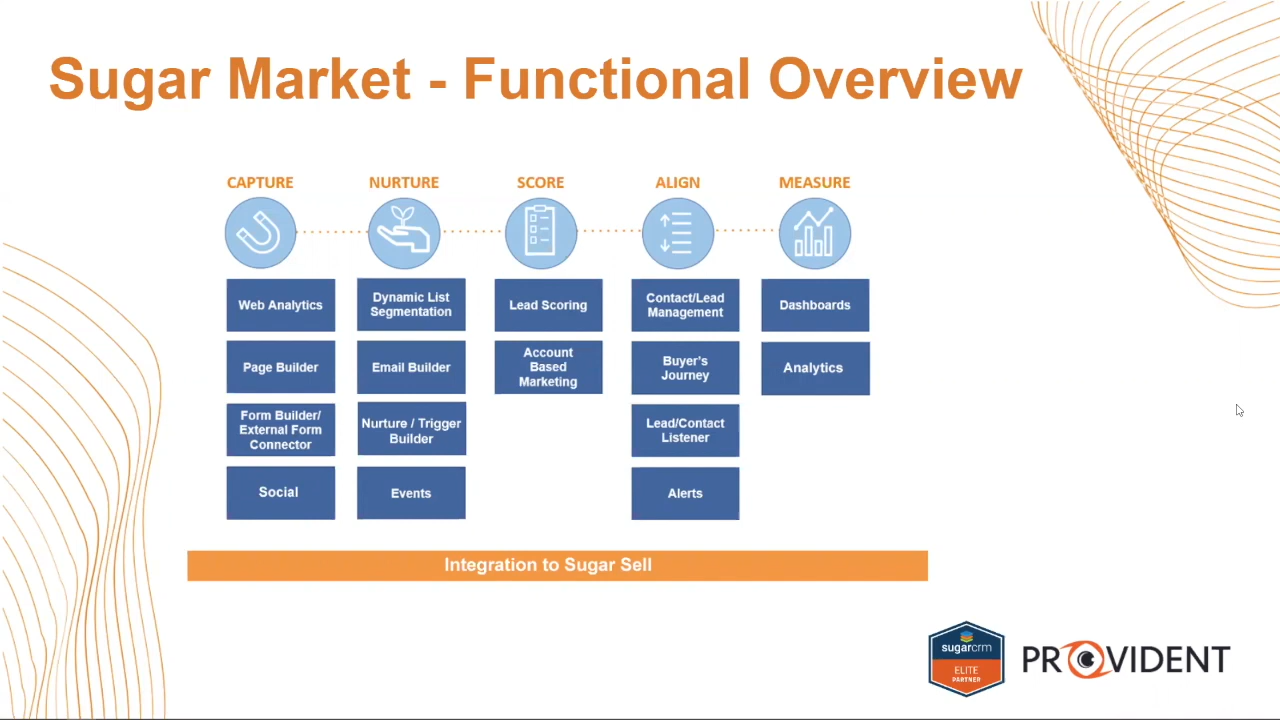 Sugar Market - Functional Overview
CAPTURE
NURTURE
SCORE
ALIGN
MEASURE
Web Analytics
Page Builder
Form Builder/
External Form
Connector
Social
Dynamic List
Segmentation
Email Builder
Nurture / Trigger
Builder
Events
Lead Scoring
Account
Based
Marketing
Contact/Lead
Management
Buyer's
Journey
Lead/Contact
Listener
Alerts
Dashboards
Analytics
Integration to Sugar Sell
sugarcrm
ELITE
PARTNER
PROVIDENT